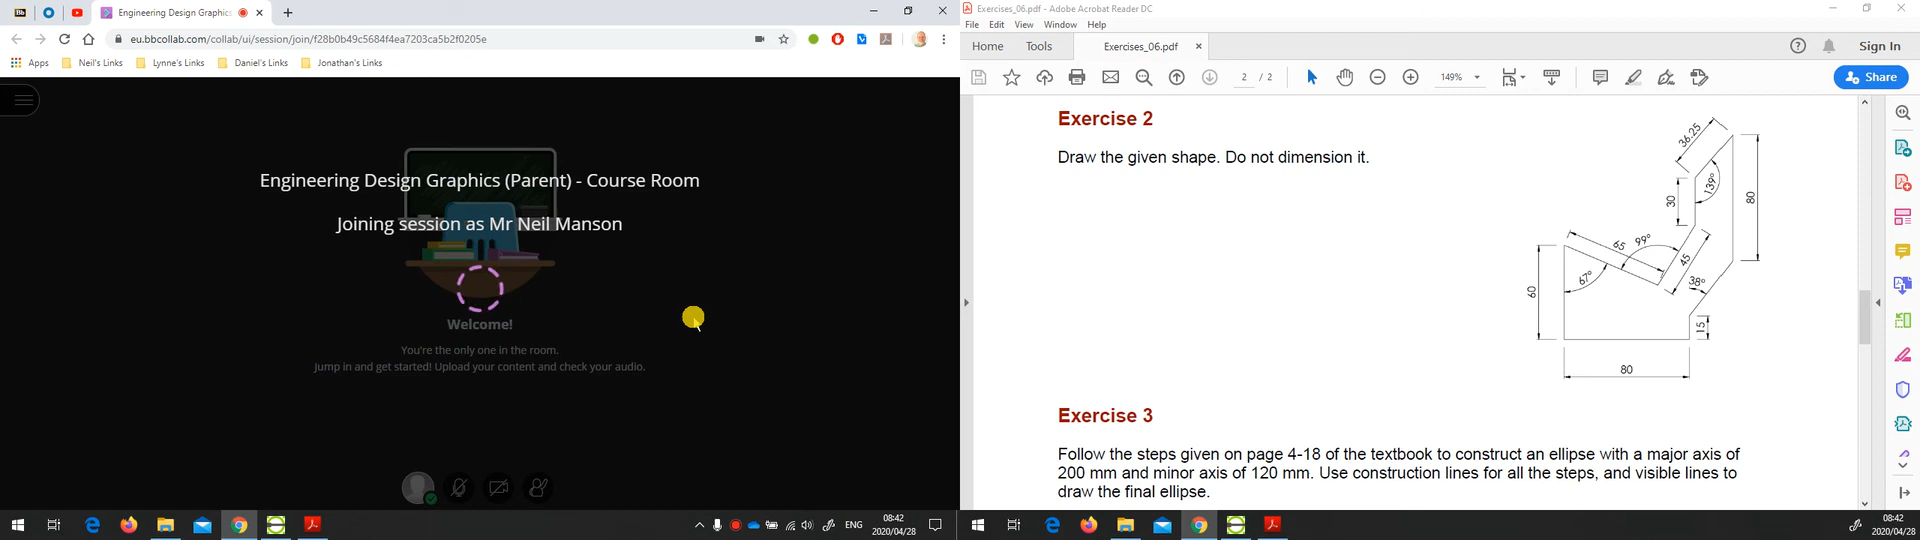 Engineering Design Graphics
eu.bbcollab.com/collab/ui/session/join/f28b0b49c5684f4ea7203ca5b2f0205e
Apps
Neil's Links
Lynne's Links
Daniel's Links
Jonathan's Links
Engineering Design Graphics (Parent) - Course Room
Joining session as Mr Neil Manson
Welcome!
You're the only one in the room.
Jump in and get started! Upload your content and check your audio.
ENG
08:42
2020/04/28
Exercises_06.pdf - Adobe Acrobat Reader DC
File Edit View Window Help
Home Tools Exercises_06.pdf Sign In
2 / 2 149% Share
Exercise 2
Draw the given shape. Do not dimension it.
36.25
139°
30
80
65
99°
45
67°
38°
60
15
80
Exercise 3
Follow the steps given on page 4-18 of the textbook to construct an ellipse with a major axis of
200 mm and minor axis of 120 mm. Use construction lines for all the steps, and visible lines to
draw the final ellipse.
08:42
2020/04/28